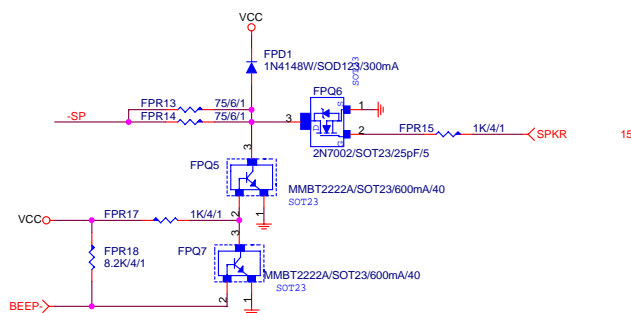 VCC
FPD1
1N4148W/SOD123/300mA
SOT23
FPQ6
FPR13 75/6/1
-SP
FPR14 75/6/1
3
S
1
D
G
2
FPR15 1K/4/1
SPKR
15
2N7002/SOT23/25pF/5
3
FPQ5
MMBT2222A/SOT23/600mA/40
SOT23
2
1
VCC
FPR17 1K/4/1
3
FPR18
8.2K/4/1
FPQ7
MMBT2222A/SOT23/600mA/40
SOT23
2
1
BEEP-